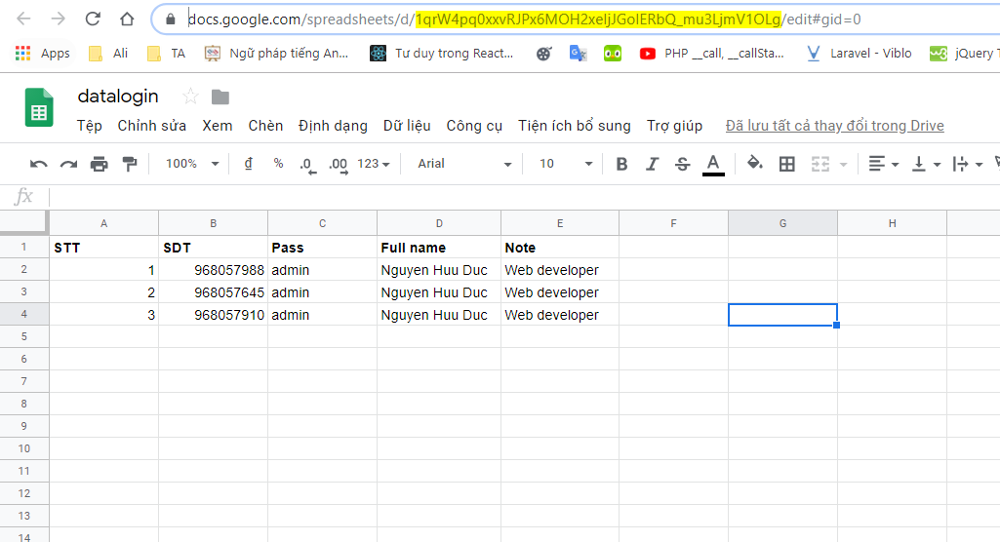 docs.google.com/spreadsheets/d/1qrW4pq0xxvRJPx6MOH2xeljJGolERbQ_mu3LjmV1OLg/edit#gid=0
Apps Ali TA Ngữ pháp tiếng An... Tư duy trong React... PHP __call, __callSta... Laravel - Viblo jQuery
datalogin
Tệp Chỉnh sửa Xem Chèn Định dạng Dữ liệu Công cụ Tiện ích bổ sung Trợ giúp Đã lưu tất cả thay đổi trong Drive
100% đ % .0 .00 123 Arial 10 B I S A
fx
A B C D E F G H
1 STT SDT Pass Full name Note
2 1 968057988 admin Nguyen Huu Duc Web developer
3 2 968057645 admin Nguyen Huu Duc Web developer
4 3 968057910 admin Nguyen Huu Duc Web developer
5
6
7
8
9
10
11
12
13
14